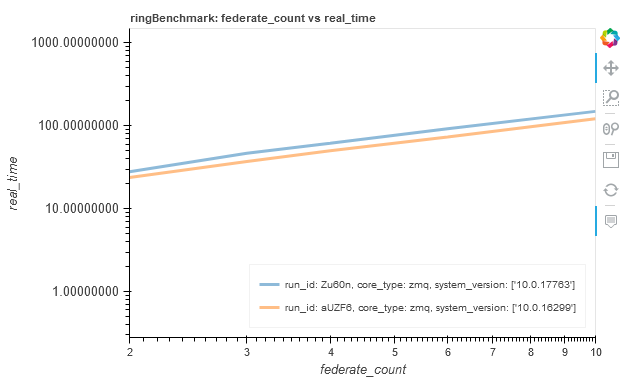 ringBenchmark: federate_count vs real_time
1000.00000000
100.00000000
10.00000000
1.00000000
real_time
run_id: Zu60n, core_type: zmq, system_version: ['10.0.17763']
run_id: aUZF6, core_type: zmq, system_version: ['10.0.16299']
2 3 4 5 6 7 8 9 10
federate_count